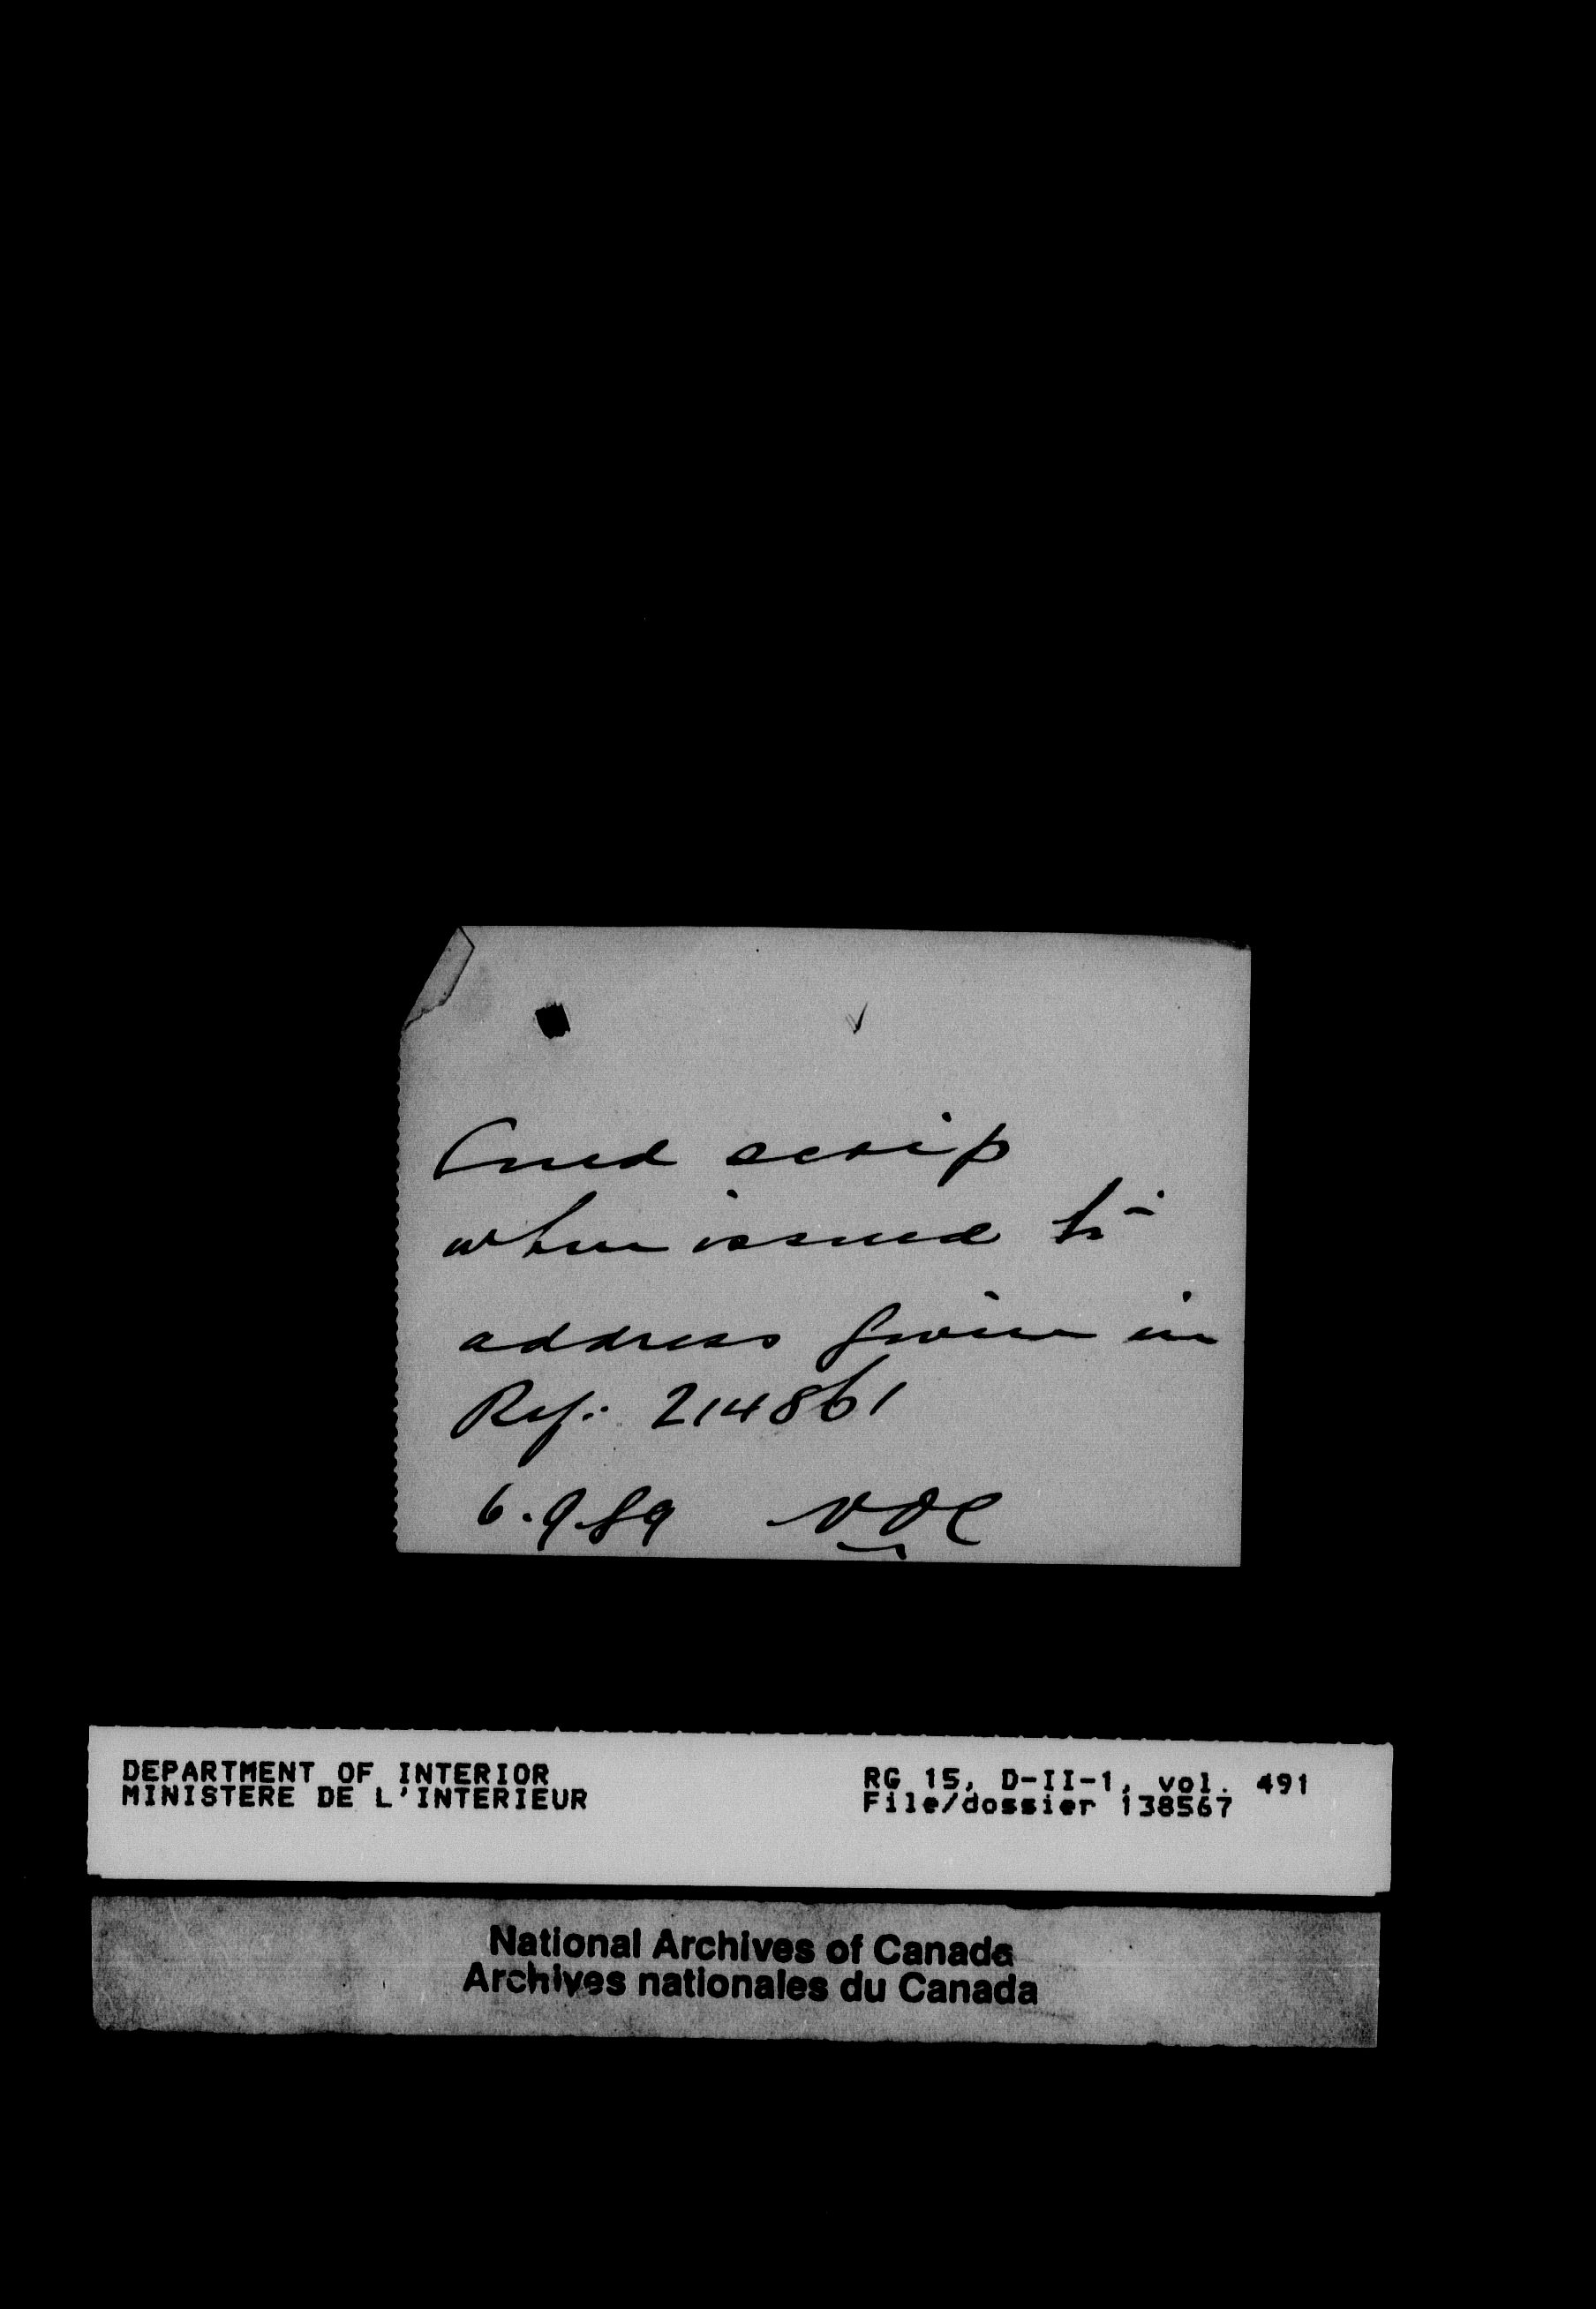 Send scrip
when issued to
address given in
Ref: 214861
6.9.89
DEPARTMENT OF INTERIOR
MINISTERE DE L'INTERIEUR
RG 15, D-II-1, vol. 491
File/dossier 138567
National Archives of Canada
Archives nationales du Canada